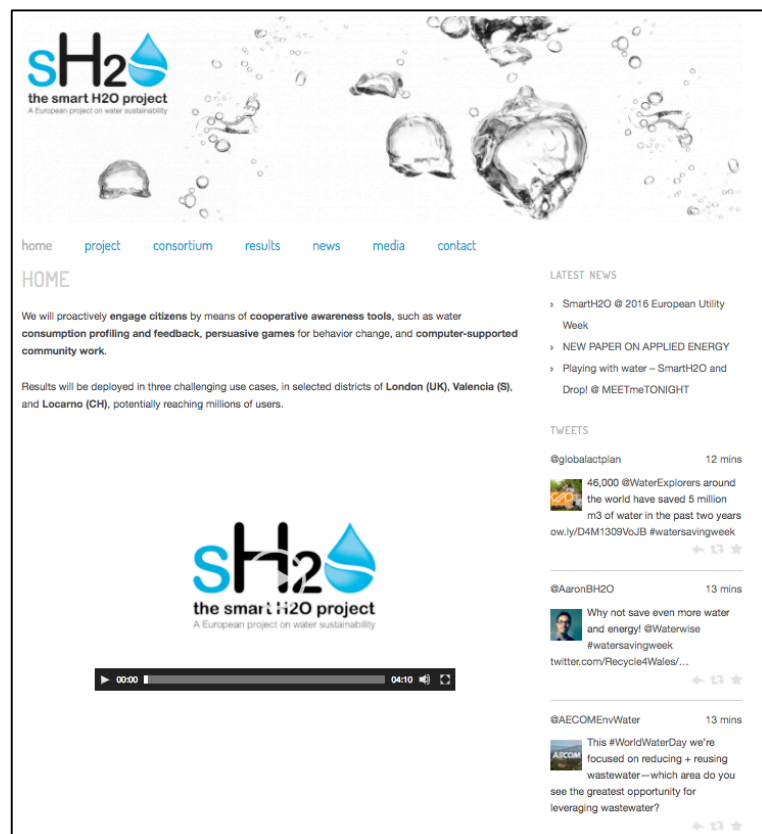 sH2O
the smart H2O project
A European project on water sustainability
home project consortium results news media contact
HOME
We will proactively engage citizens by means of cooperative awareness tools, such as water
consumption profiling and feedback, persuasive games for behavior change, and computer-supported
community work.
Results will be deployed in three challenging use cases, in selected districts of London (UK), Valencia (S),
and Locarno (CH), potentially reaching millions of users.
sH2O
the smart H2O project
A European project on water sustainability
00:00 04:10
LATEST NEWS
› SmartH2O @ 2016 European Utility
Week
› NEW PAPER ON APPLIED ENERGY
› Playing with water – SmartH2O and
Drop! @ MEETmeTONIGHT
TWEETS
@globalactplan 12 mins
46,000 @WaterExplorers around
the world have saved 5 million
m3 of water in the past two years
ow.ly/D4M1309VoJB #watersavingweek
@AaronBH2O 13 mins
Why not save even more water
and energy! @Waterwise
#watersavingweek
twitter.com/Recycle4Wales/…
@AECOMEnvWater 13 mins
AECOM
This #WorldWaterDay we're
focused on reducing + reusing
wastewater—which area do you
see the greatest opportunity for
leveraging wastewater?